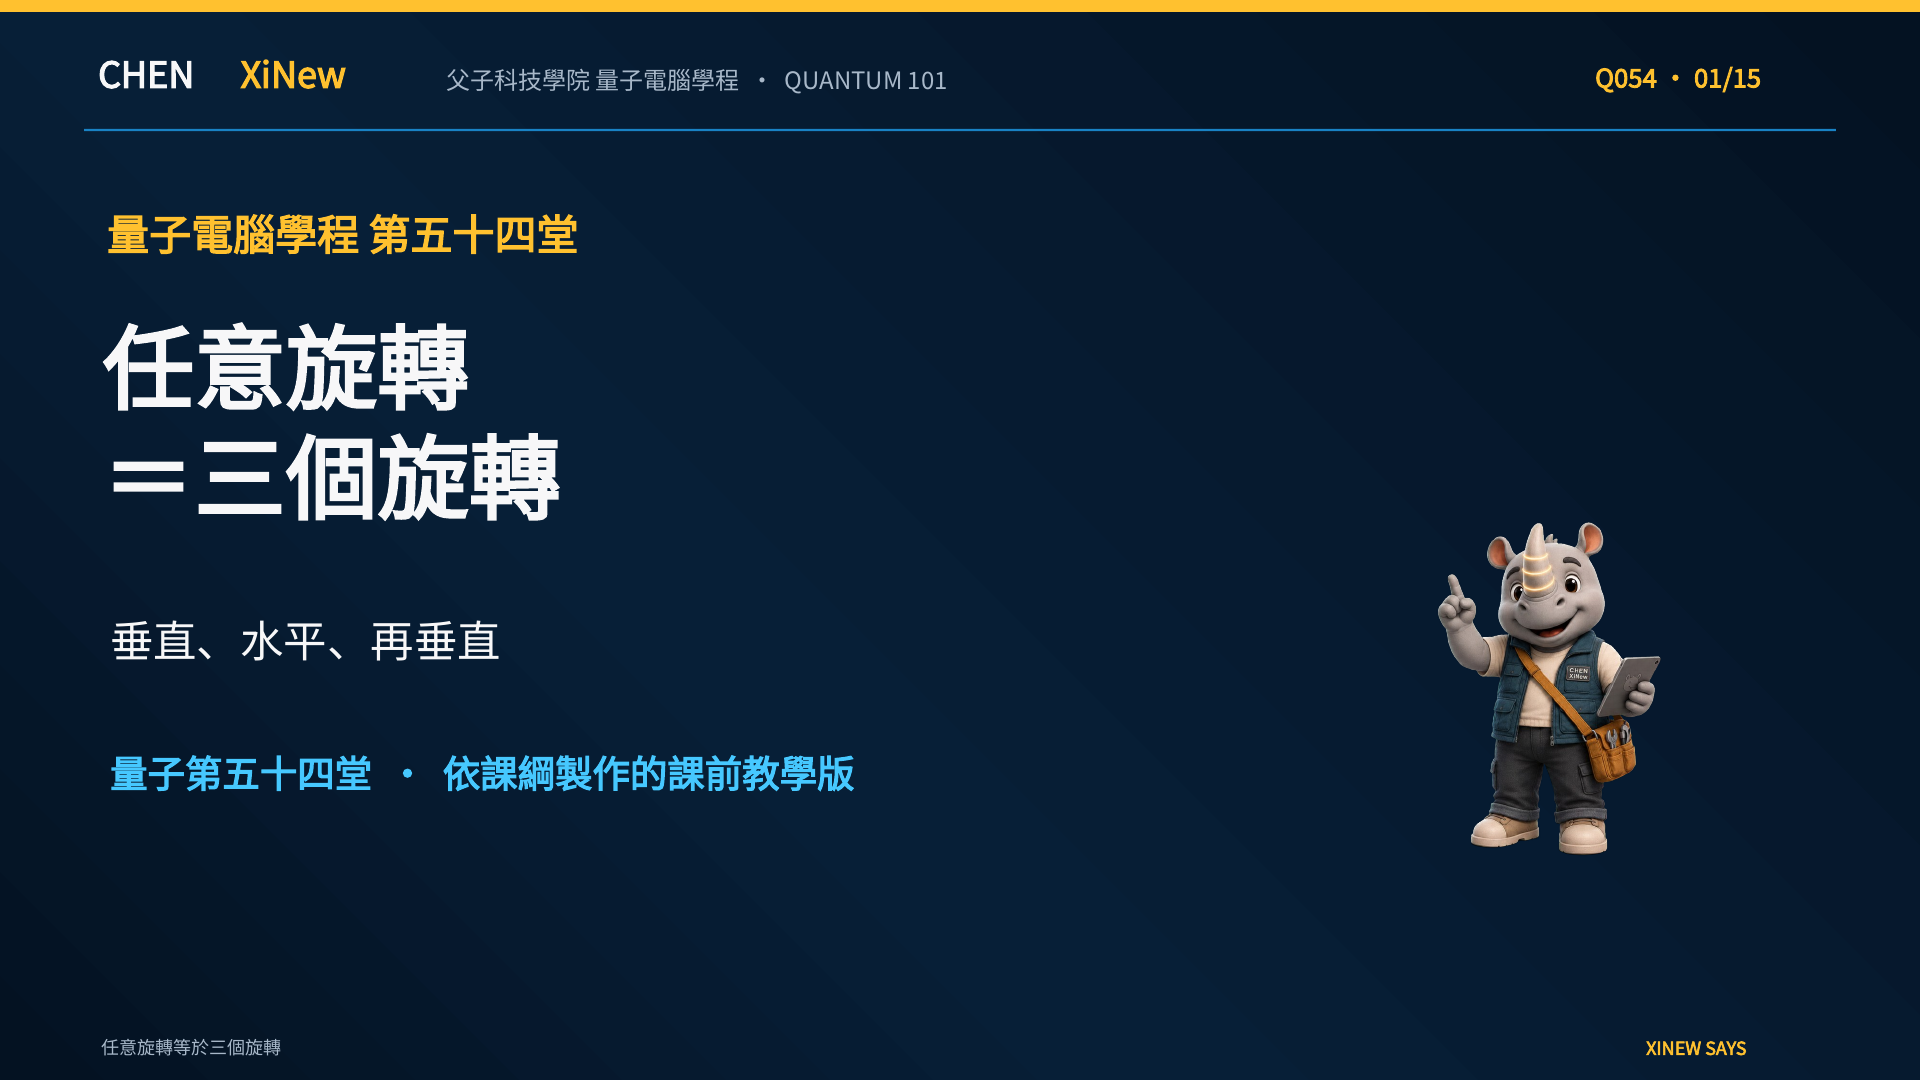 CHEN XiNew 父子科技學院 量子電腦學程 • QUANTUM 101 Q054 • 01/15
量子電腦學程 第五十四堂
任意旋轉
＝三個旋轉
垂直、水平、再垂直
量子第五十四堂 • 依課綱製作的課前教學版
CHEN
XiNew
任意旋轉等於三個旋轉 XINEW SAYS